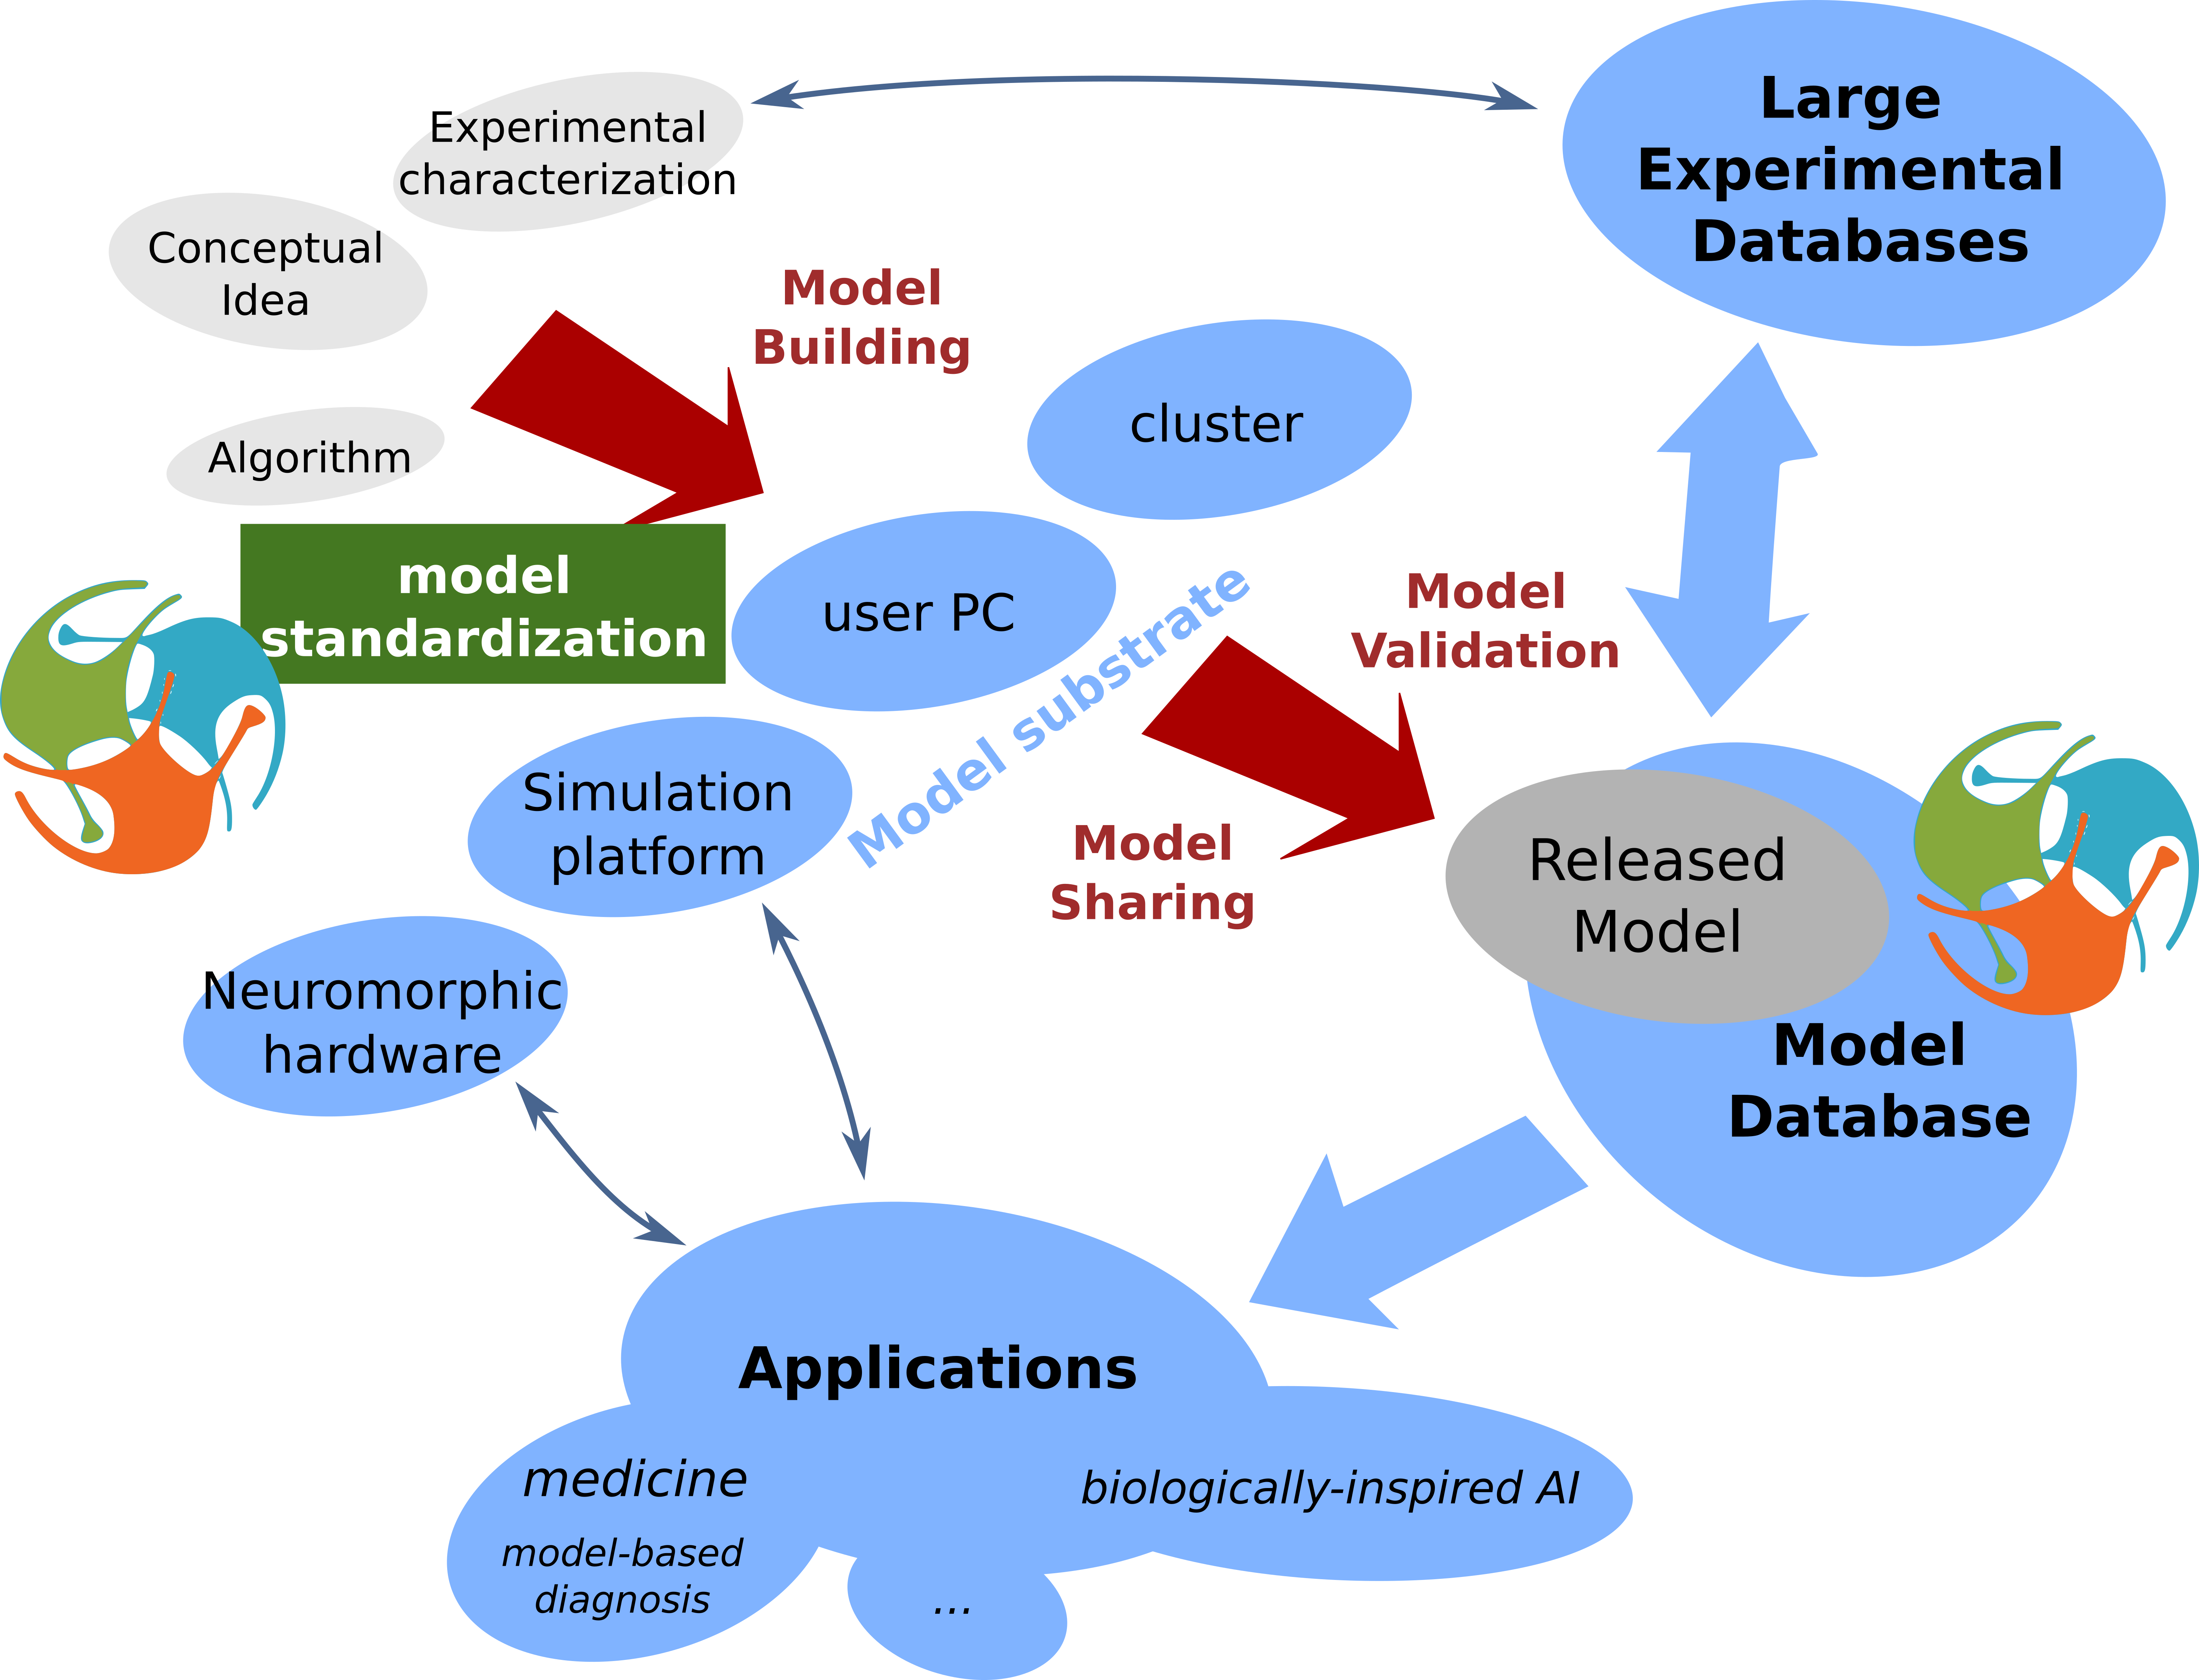 Large
Experimental
Databases
Experimental
characterization
Conceptual
Idea
Algorithm
Model
Building
cluster
model
standardization
user PC
Model substrate
Model
Validation
Simulation
platform
Model
Sharing
Released
Model
Neuromorphic
hardware
Model
Database
Applications
medicine
model-based
diagnosis
biologically-inspired AI
...